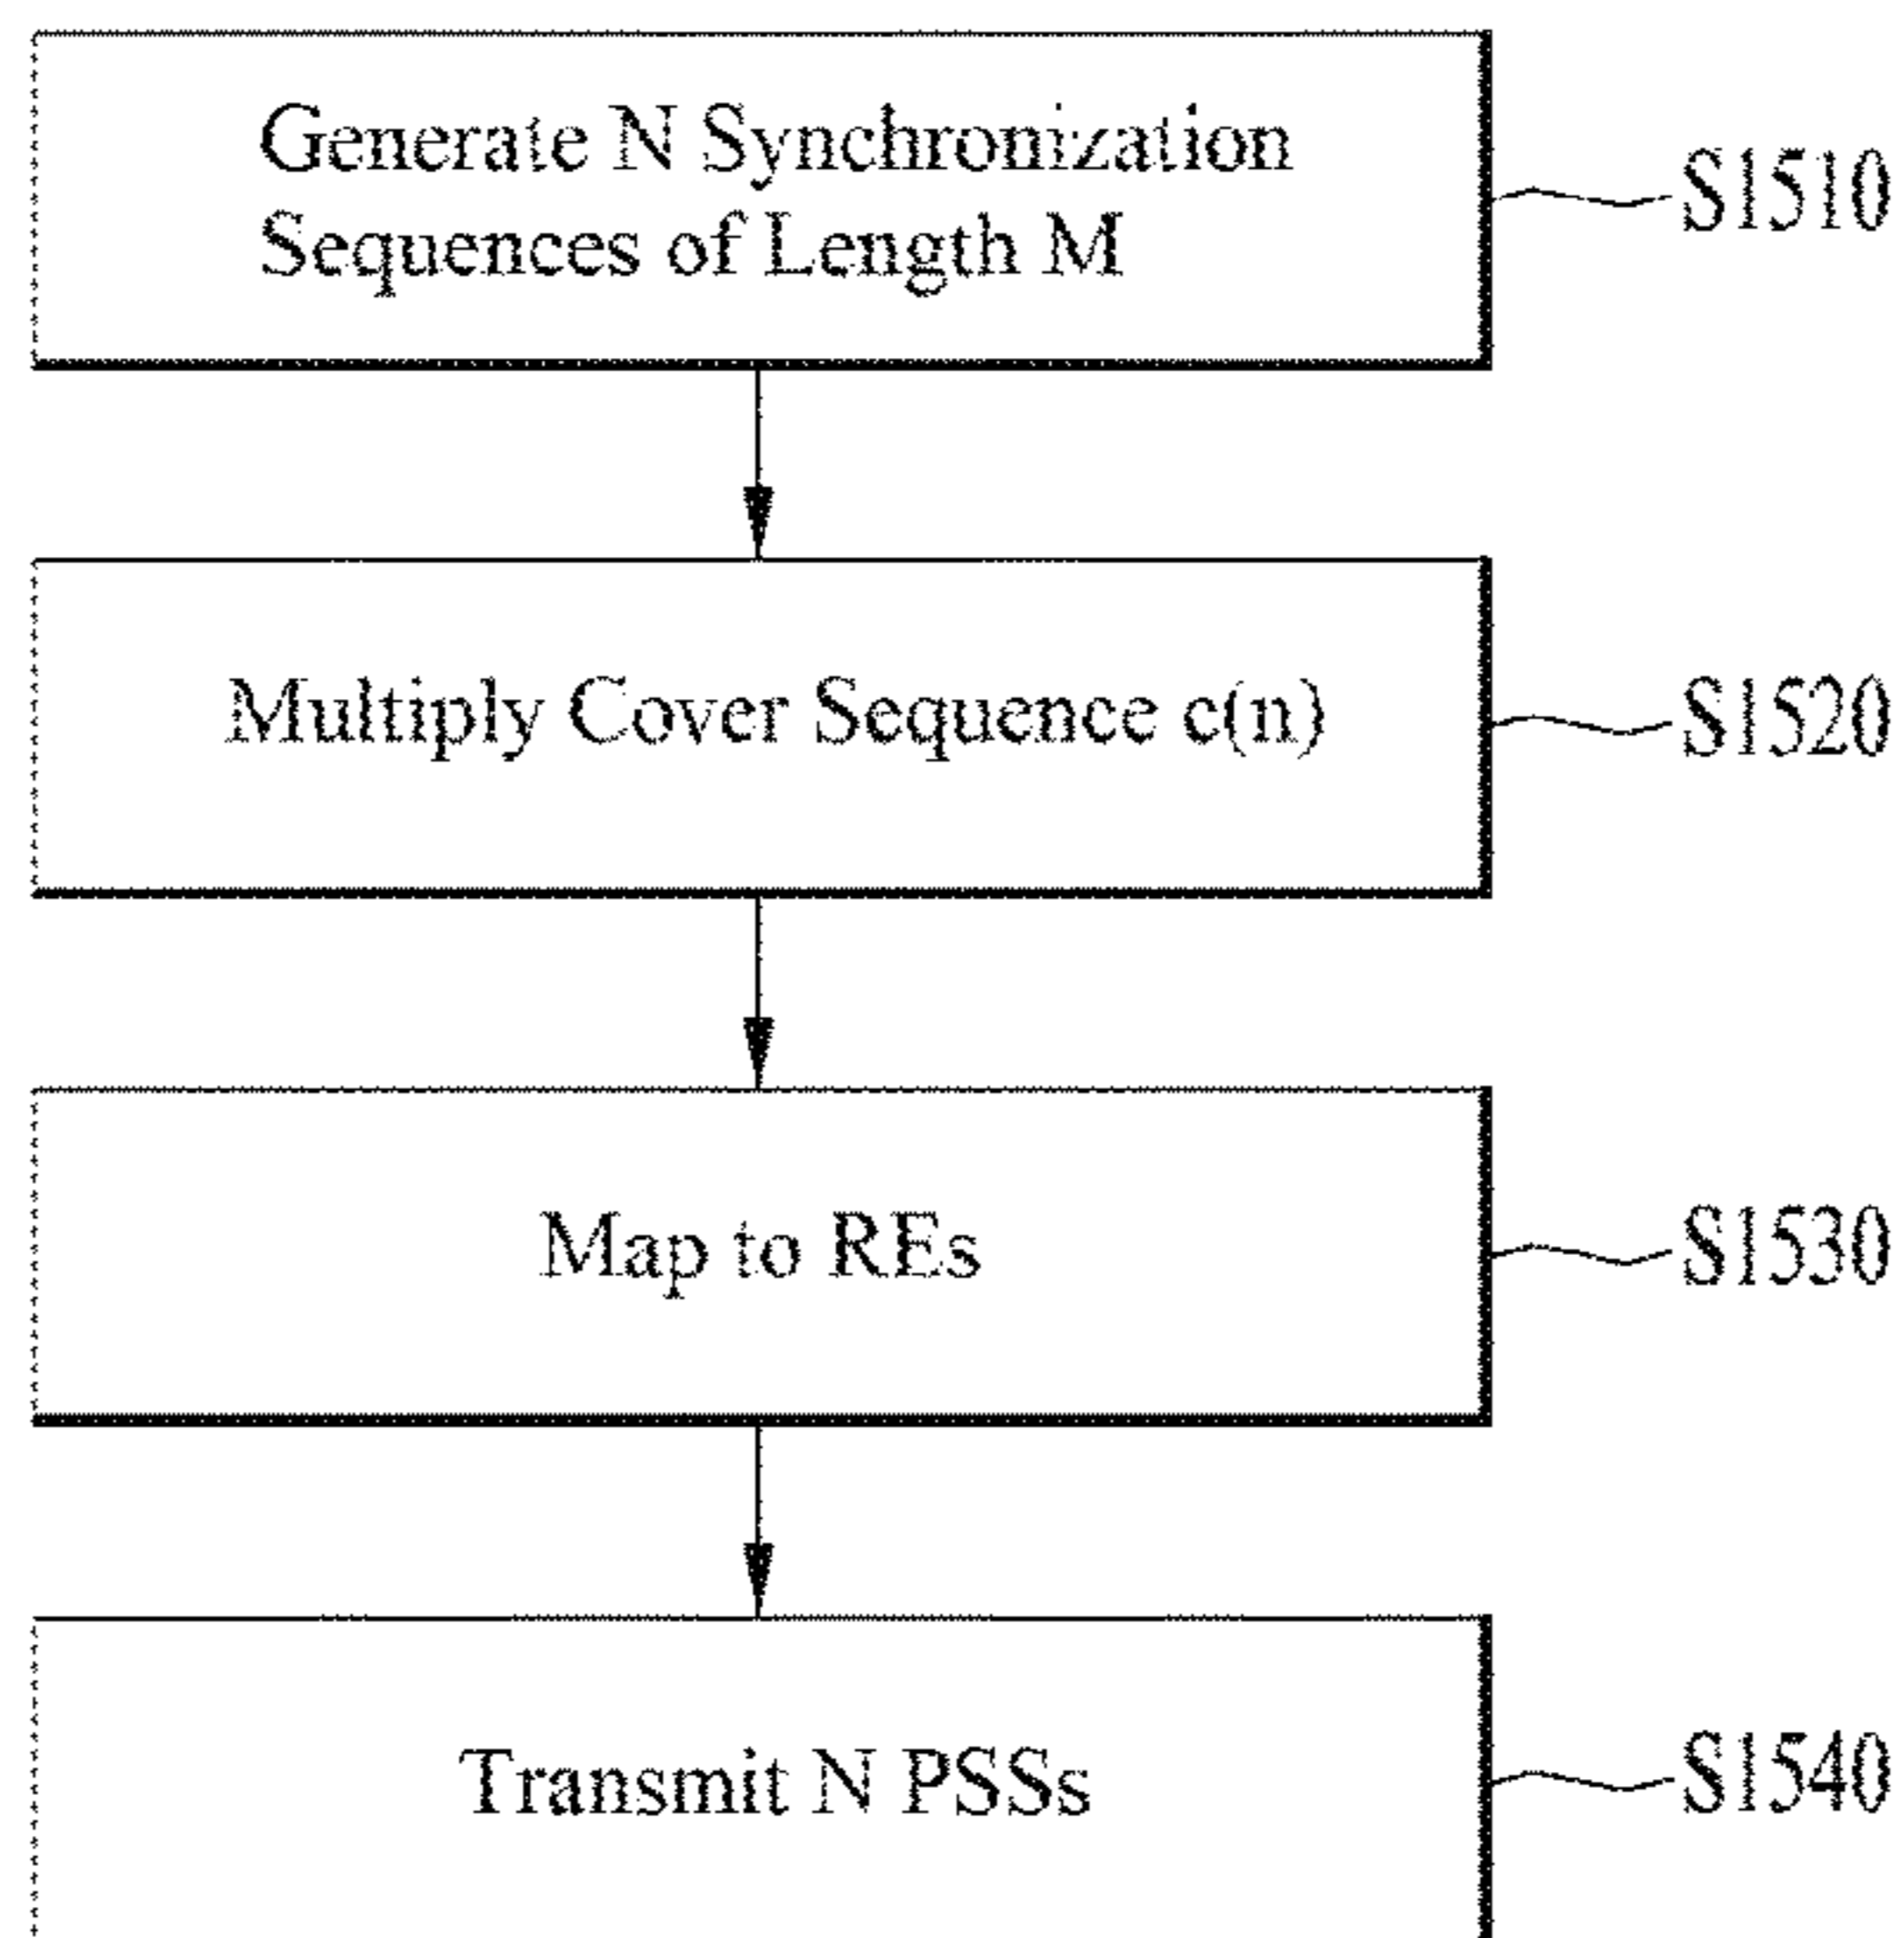 Generate N Synchronization
Sequences of Length M
S1510
Multiply Cover Sequence c(n)
S1520
Map to REs
S1530
Transmit N PSSs
S1540